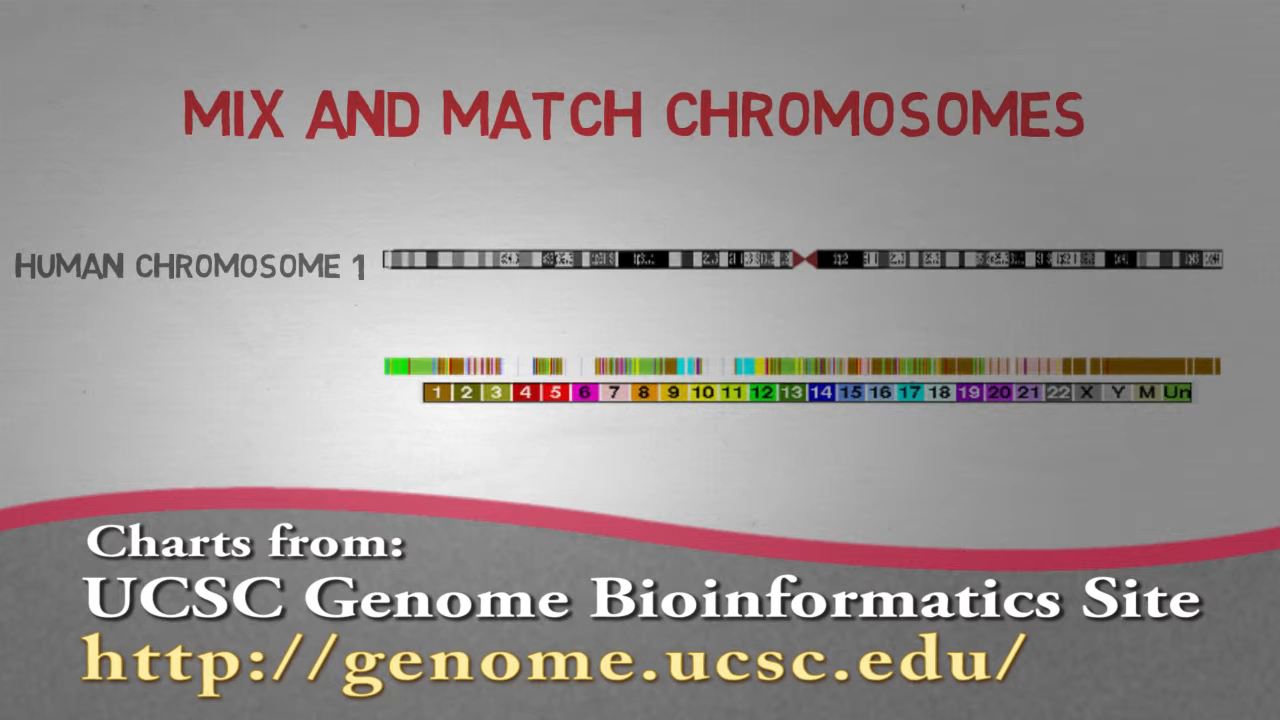 MIX AND MATCH CHROMOSOMES
HUMAN CHROMOSOME 1
1 2 3 4 5 6 7 8 9 10 11 12 13 14 15 16 17 18 19 20 21 22 X Y M Un
Charts from:
UCSC Genome Bioinformatics Site
http://genome.ucsc.edu/